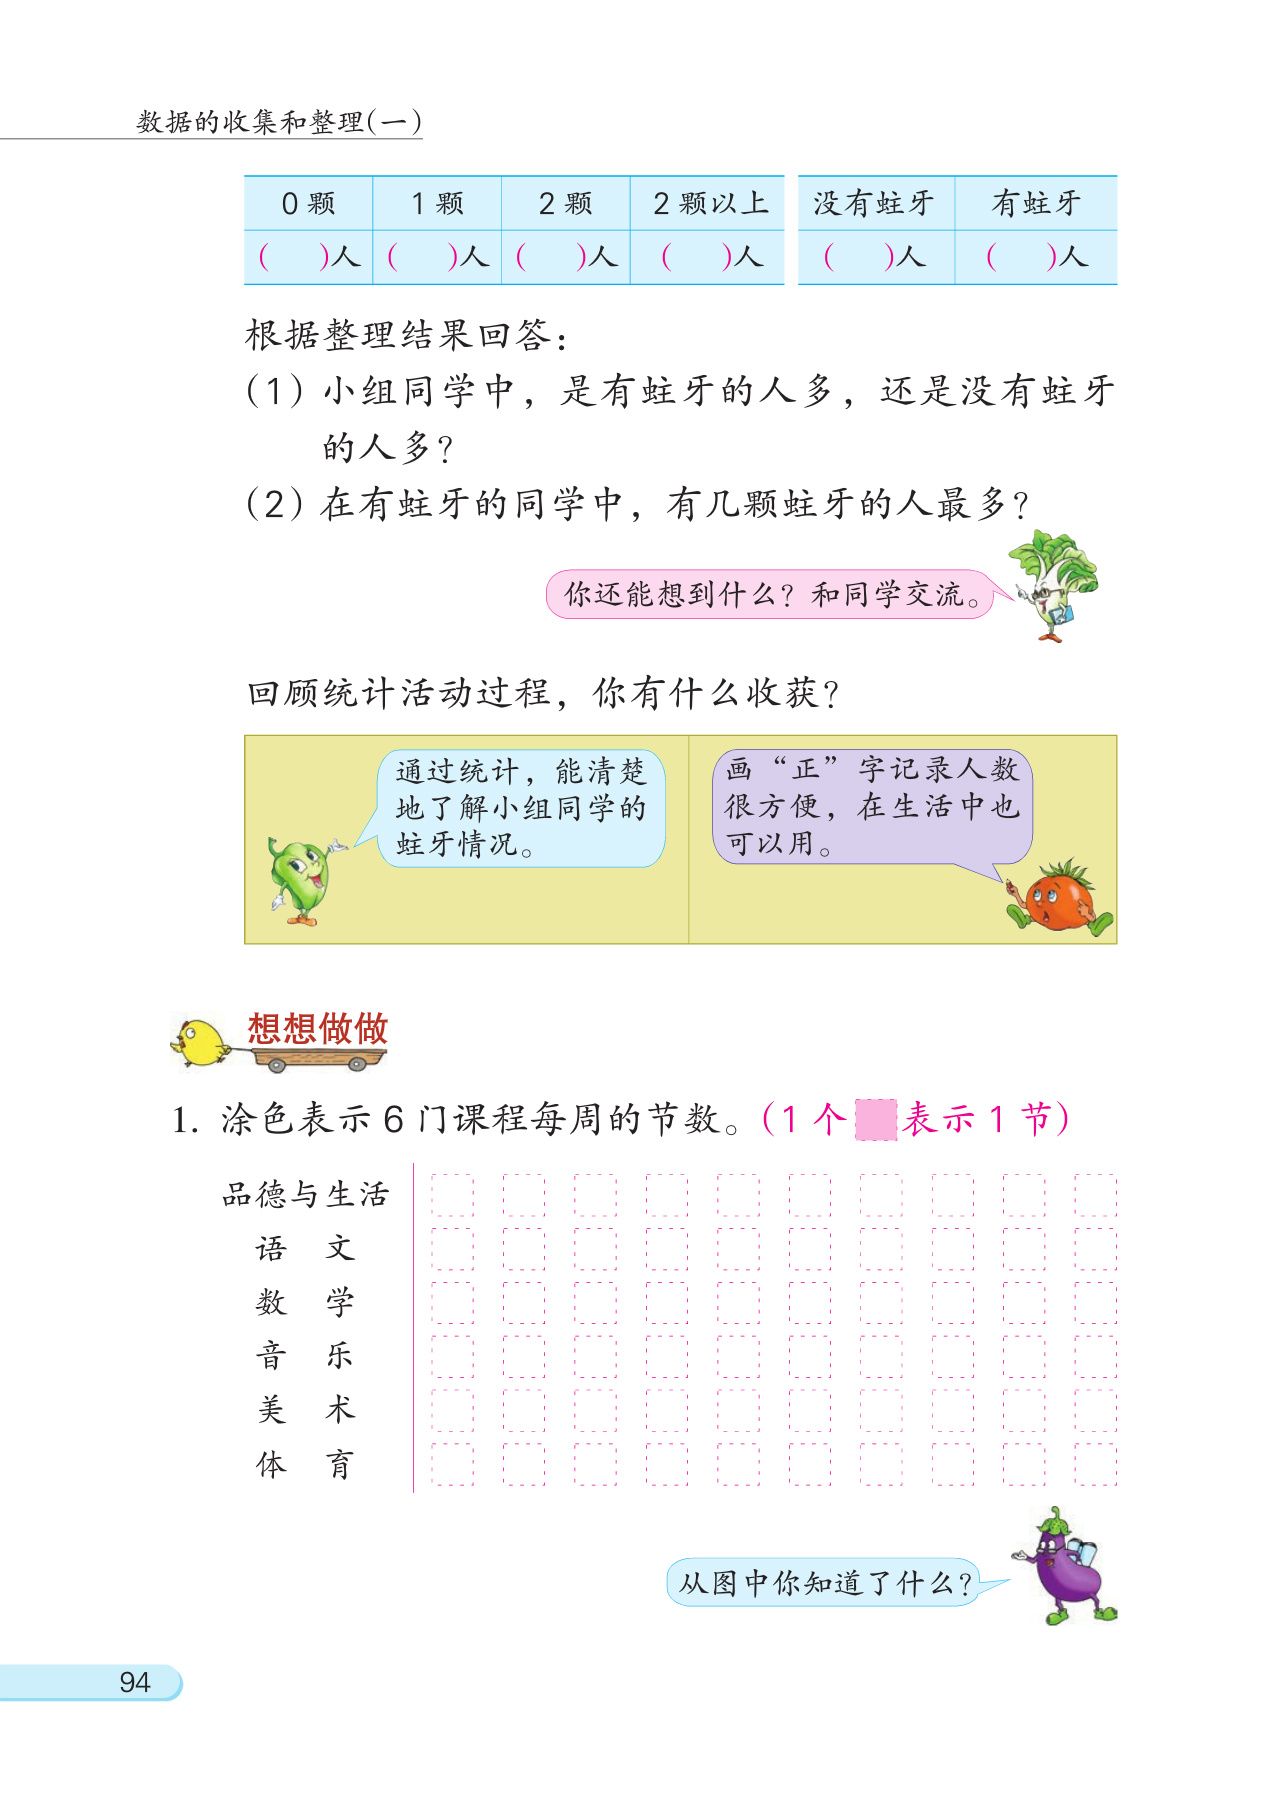 数据的收集和整理(一)
0 颗 1 颗 2 颗 2 颗以上 没有蛀牙 有蛀牙
( )人 ( )人 ( )人 ( )人 ( )人 ( )人
根据整理结果回答：
(1) 小组同学中，是有蛀牙的人多，还是没有蛀牙
的人多？
(2) 在有蛀牙的同学中，有几颗蛀牙的人最多？
你还能想到什么？和同学交流。
回顾统计活动过程，你有什么收获？
通过统计，能清楚
地了解小组同学的
蛀牙情况。
画“正”字记录人数
很方便，在生活中也
可以用。
想想做做
1. 涂色表示 6 门课程每周的节数。(1 个 表示 1 节)
品德与生活
语 文
数 学
音 乐
美 术
体 育
从图中你知道了什么？
94